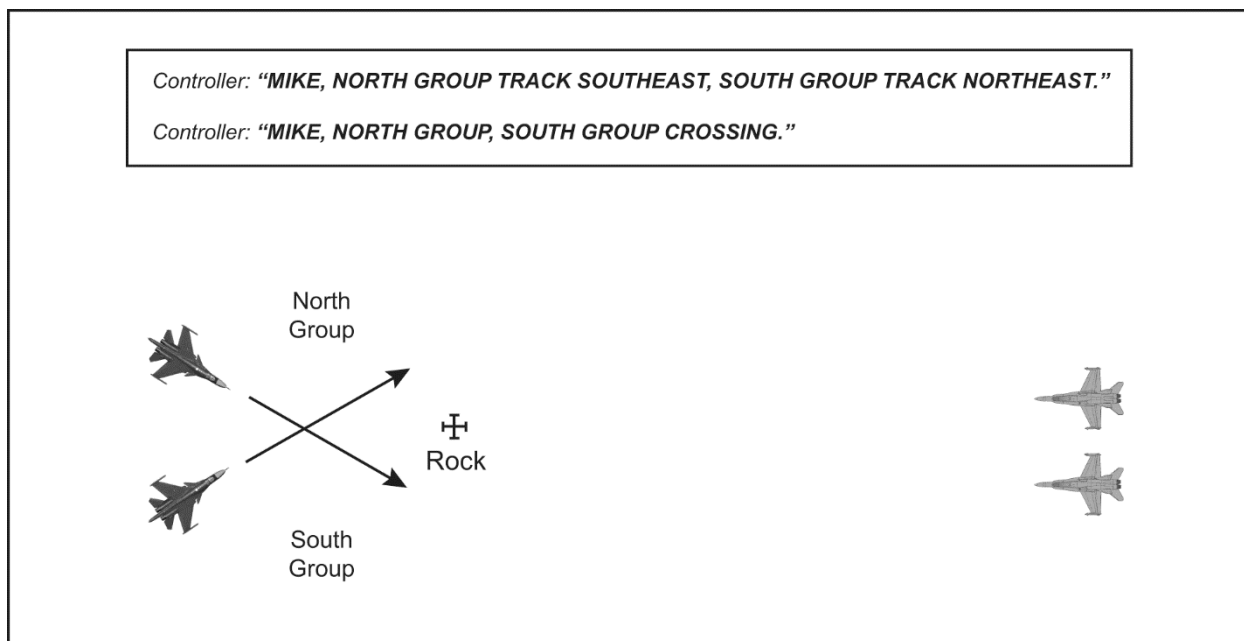 Controller: “MIKE, NORTH GROUP TRACK SOUTHEAST, SOUTH GROUP TRACK NORTHEAST.”
Controller: “MIKE, NORTH GROUP, SOUTH GROUP CROSSING.”
North
Group
Rock
South
Group